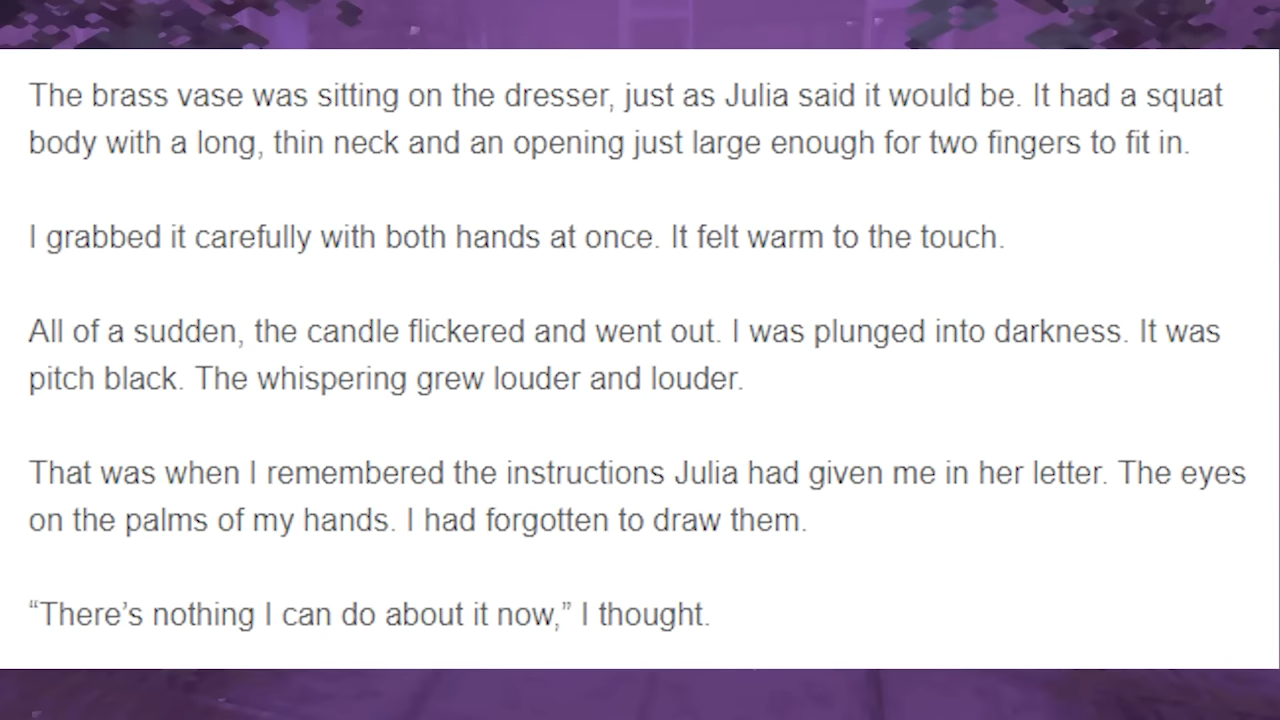 The brass vase was sitting on the dresser, just as Julia said it would be. It had a squat
body with a long, thin neck and an opening just large enough for two fingers to fit in.
I grabbed it carefully with both hands at once. It felt warm to the touch.
All of a sudden, the candle flickered and went out. I was plunged into darkness. It was
pitch black. The whispering grew louder and louder.
That was when I remembered the instructions Julia had given me in her letter. The eyes
on the palms of my hands. I had forgotten to draw them.
“There’s nothing I can do about it now,” I thought.